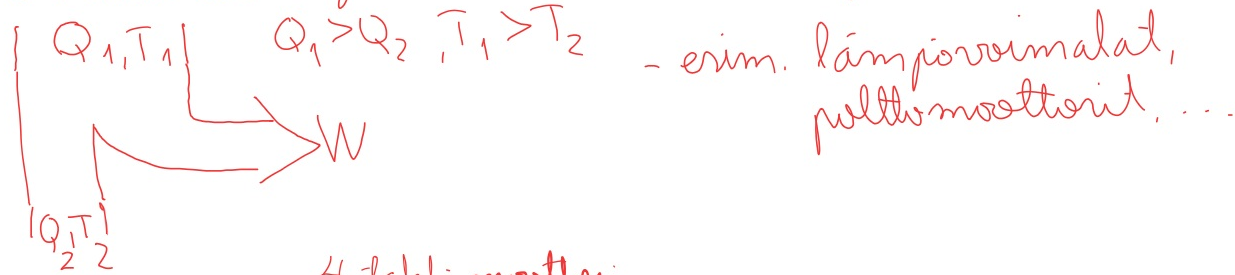 Q₁,T₁ Q₁>Q₂ ,T₁>T₂ - esim. lämpövoimalat,
polttomoottorit, ...
W
Q₂,T₂